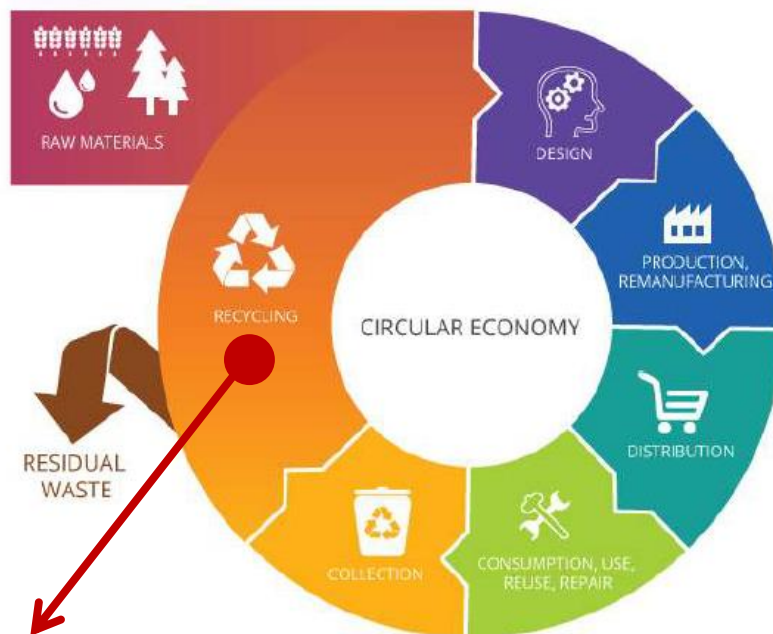 RAW MATERIALS
DESIGN
PRODUCTION,
REMANUFACTURING
RECYCLING
CIRCULAR ECONOMY
DISTRIBUTION
RESIDUAL
WASTE
CONSUMPTION, USE,
REUSE, REPAIR
COLLECTION